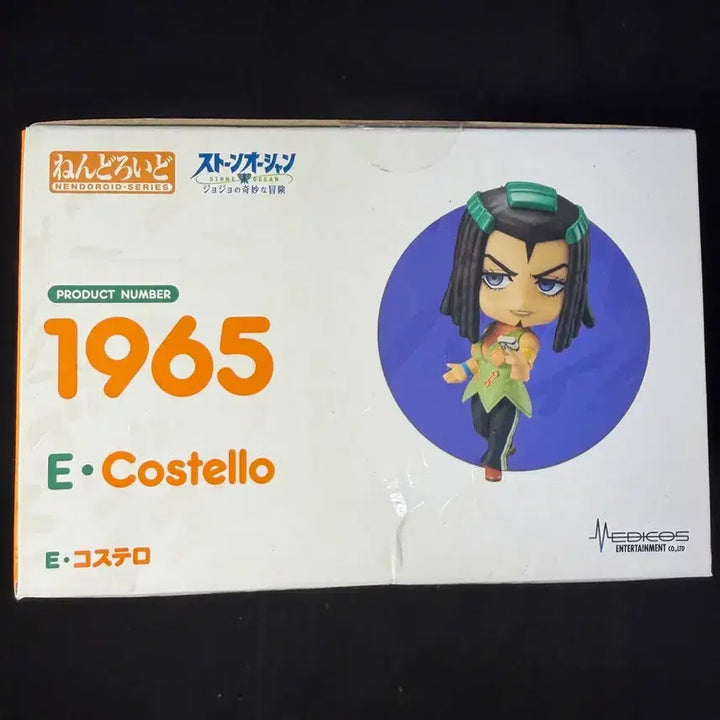 ねんどろいど
NENDOROID-SERIES
ストーンオーシャン
STONE OCEAN
ジョジョの奇妙な冒険
PRODUCT NUMBER
1965
E・Costello
E・コステロ
MEDICOS
ENTERTAINMENT CO.,LTD